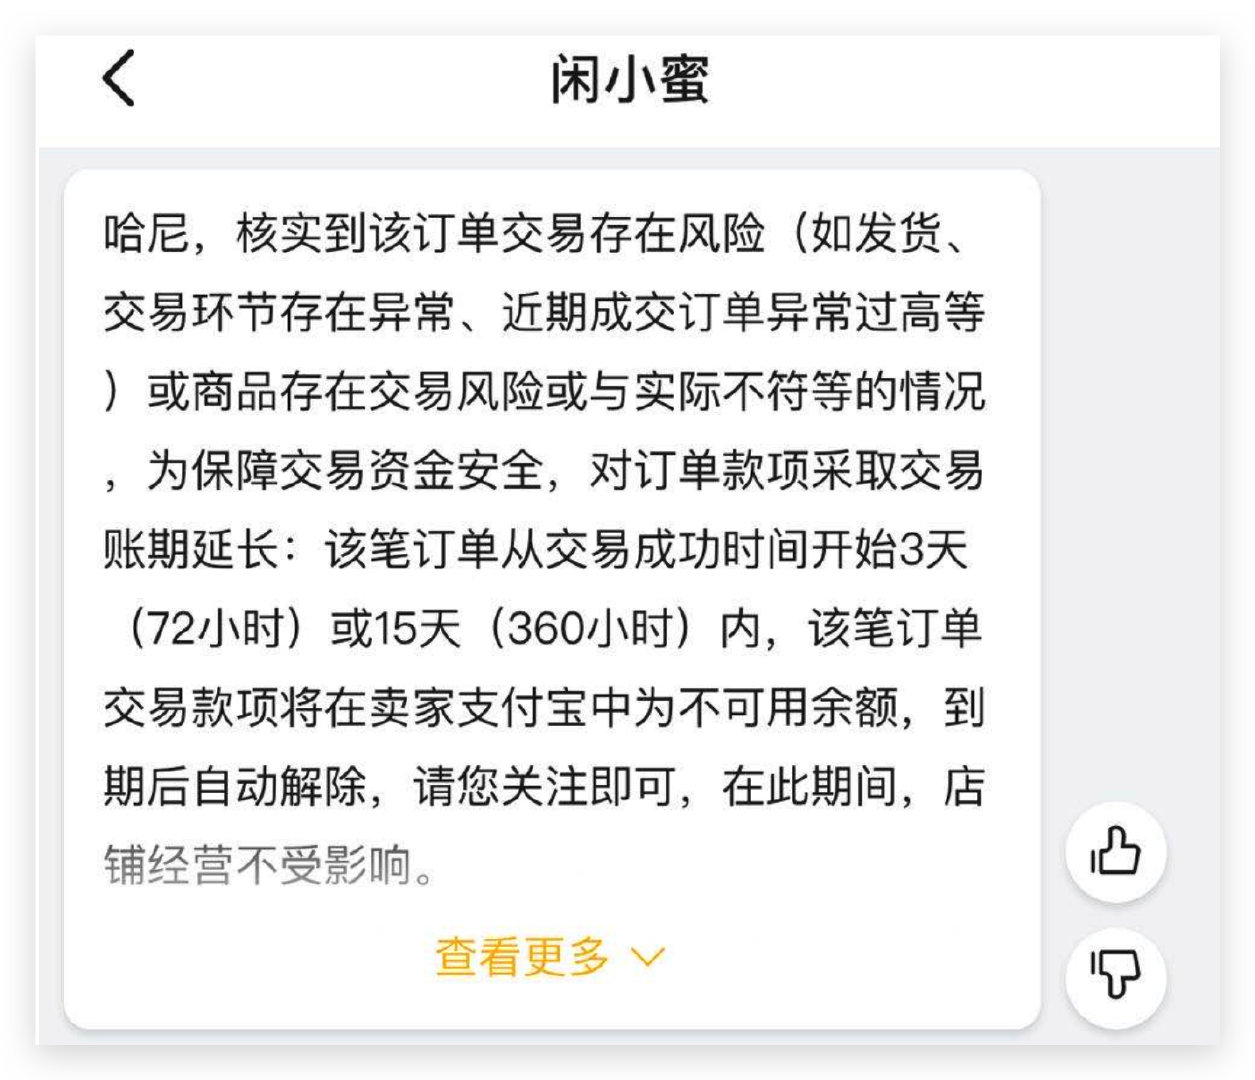 闲小蜜
哈尼，核实到该订单交易存在风险（如发货、
交易环节存在异常、近期成交订单异常过高等
）或商品存在交易风险或与实际不符等的情况
，为保障交易资金安全，对订单款项采取交易
账期延长：该笔订单从交易成功时间开始3天
（72小时）或15天（360小时）内，该笔订单
交易款项将在卖家支付宝中为不可用余额，到
期后自动解除，请您关注即可，在此期间，店
铺经营不受影响。
查看更多